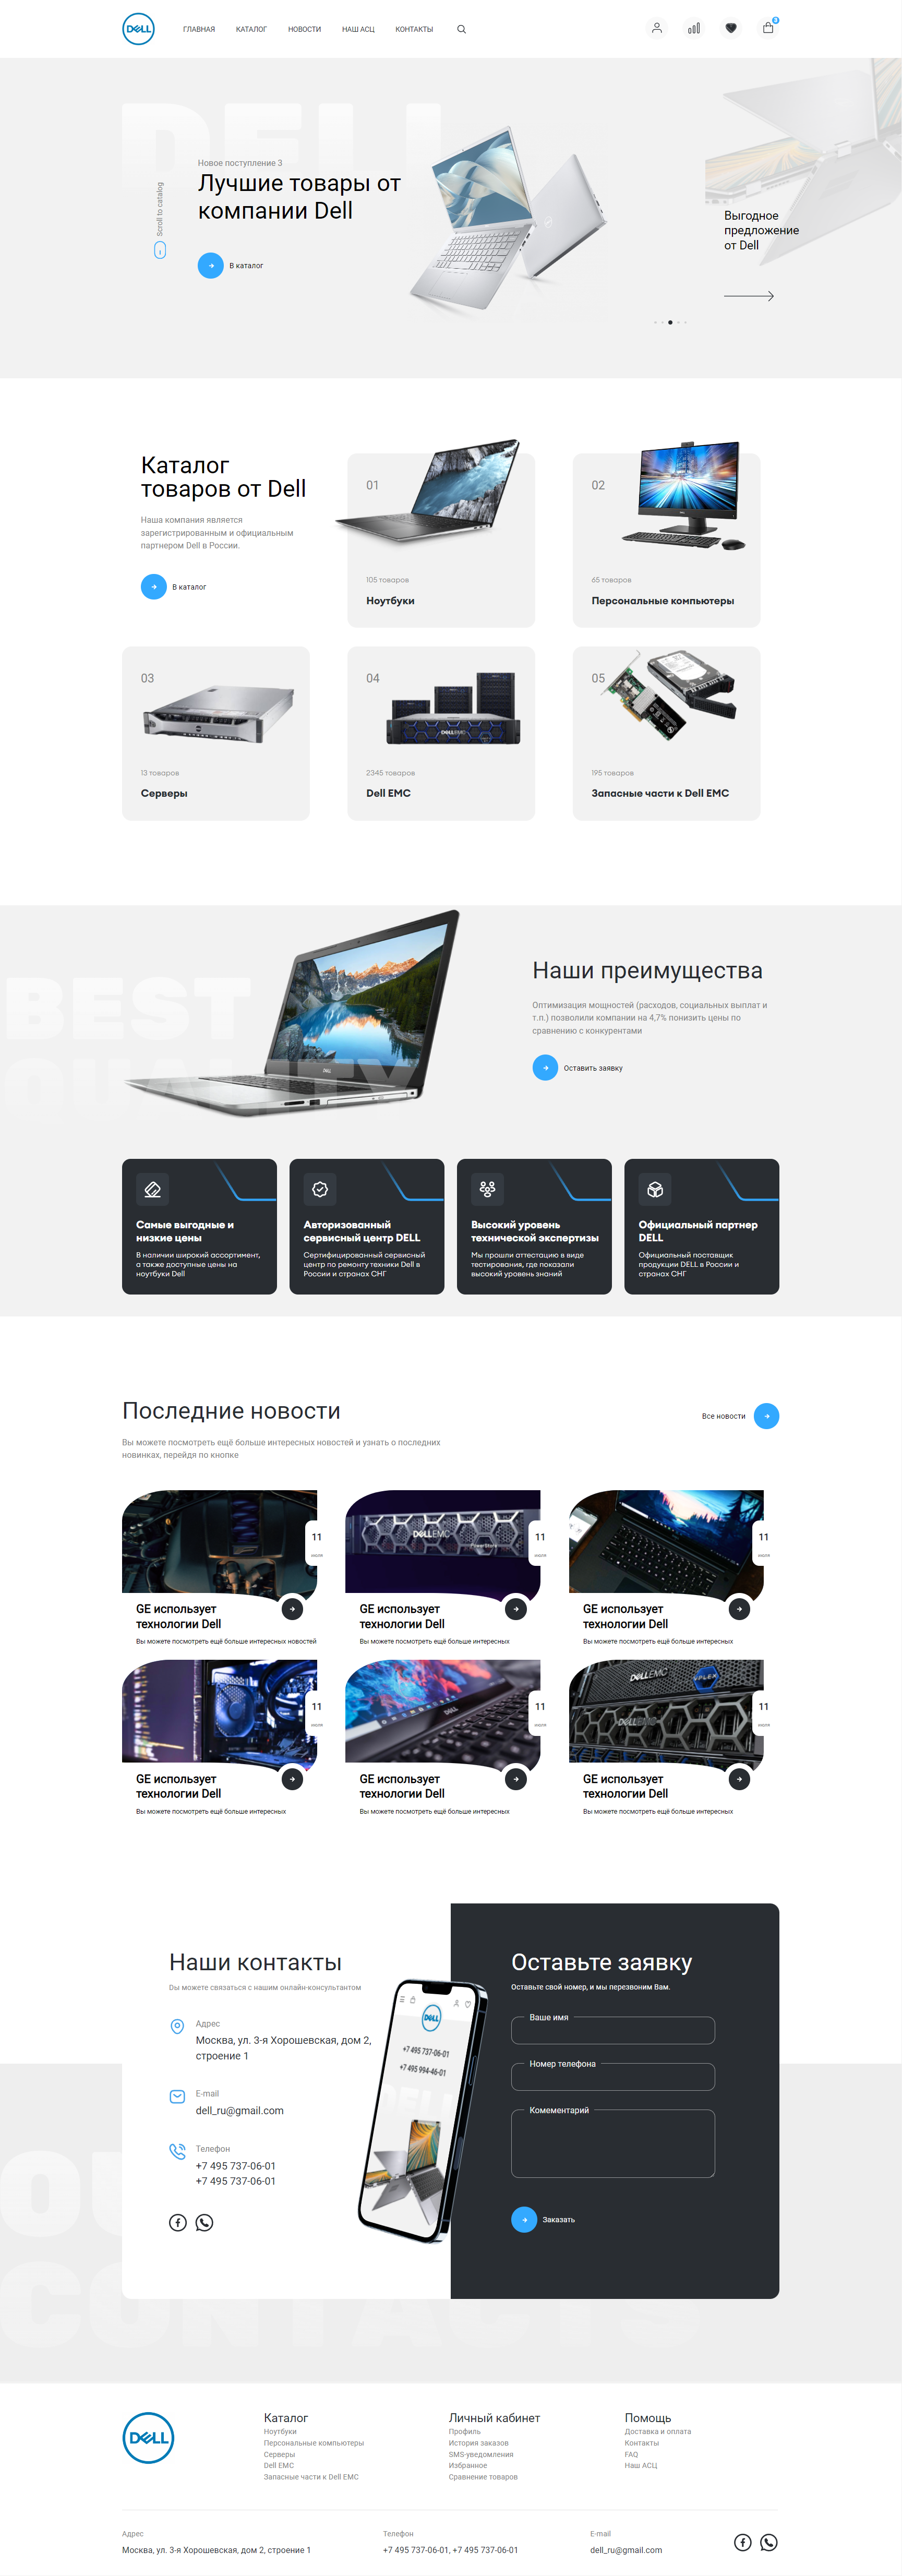 DELL
ГЛАВНАЯ
КАТАЛОГ
НОВОСТИ
НАШ АСЦ
КОНТАКТЫ
3
DELL
Scroll to catalog
Новое поступление 3
Лучшие товары от
компании Dell
В каталог
Выгодное
предложение
от Dell
Каталог
товаров от Dell
Наша компания является
зарегистрированным и официальным
партнером Dell в России.
В каталог
01
105 товаров
Ноутбуки
02
65 товаров
Персональные компьютеры
03
13 товаров
Серверы
04
DELLEMC
2345 товаров
Dell EMC
05
195 товаров
Запасные части к Dell EMC
BEST
QUALITY
Наши преимущества
Оптимизация мощностей (расходов, социальных выплат и
т.п.) позволили компании на 4,7% понизить цены по
сравнению с конкурентами
Оставить заявку
Самые выгодные и
низкие цены
В наличии широкий ассортимент,
а также доступные цены на
ноутбуки Dell
Авторизованный
сервисный центр DELL
Сертифицированный сервисный
центр по ремонту техники Dell в
России и странах СНГ
Высокий уровень
технической экспертизы
Мы прошли аттестацию в виде
тестирования, где показали
высокий уровень знаний
Официальный партнер
DELL
Официальный поставщик
продукции DELL в России и
странах СНГ
Последние новости
Вы можете посмотреть ещё больше интересных новостей и узнать о последних
новинках, перейдя по кнопке
Все новости
11
GE использует
технологии Dell
Вы можете посмотреть ещё больше интересных новостей
DELLEMC
PowerStore
11
GE использует
технологии Dell
Вы можете посмотреть ещё больше интересных
11
GE использует
технологии Dell
Вы можете посмотреть ещё больше интересных
11
GE использует
технологии Dell
Вы можете посмотреть ещё больше интересных
DELL
11
GE использует
технологии Dell
Вы можете посмотреть ещё больше интересных
DELLEMC
DELLEMC
11
GE использует
технологии Dell
Вы можете посмотреть ещё больше интересных
Наши контакты
Вы можете связаться с нашим онлайн-консультантом
Адрес
Москва, ул. 3-я Хорошевская, дом 2,
строение 1
E-mail
dell_ru@gmail.com
Телефон
+7 495 737-06-01
+7 495 737-06-01
DELL
+7 495 737-06-01
+7 495 994-46-01
Оставьте заявку
Оставьте свой номер, и мы перезвоним Вам.
Ваше имя
Номер телефона
Комементарий
Заказать
CONTACTS
DELL
Каталог
Ноутбуки
Персональные компьютеры
Серверы
Dell EMC
Запасные части к Dell EMC
Личный кабинет
Профиль
История заказов
SMS-уведомления
Избранное
Сравнение товаров
Помощь
Доставка и оплата
Контакты
FAQ
Наш АСЦ
Адрес
Москва, ул. 3-я Хорошевская, дом 2, строение 1
Телефон
+7 495 737-06-01, +7 495 737-06-01
E-mail
dell_ru@gmail.com